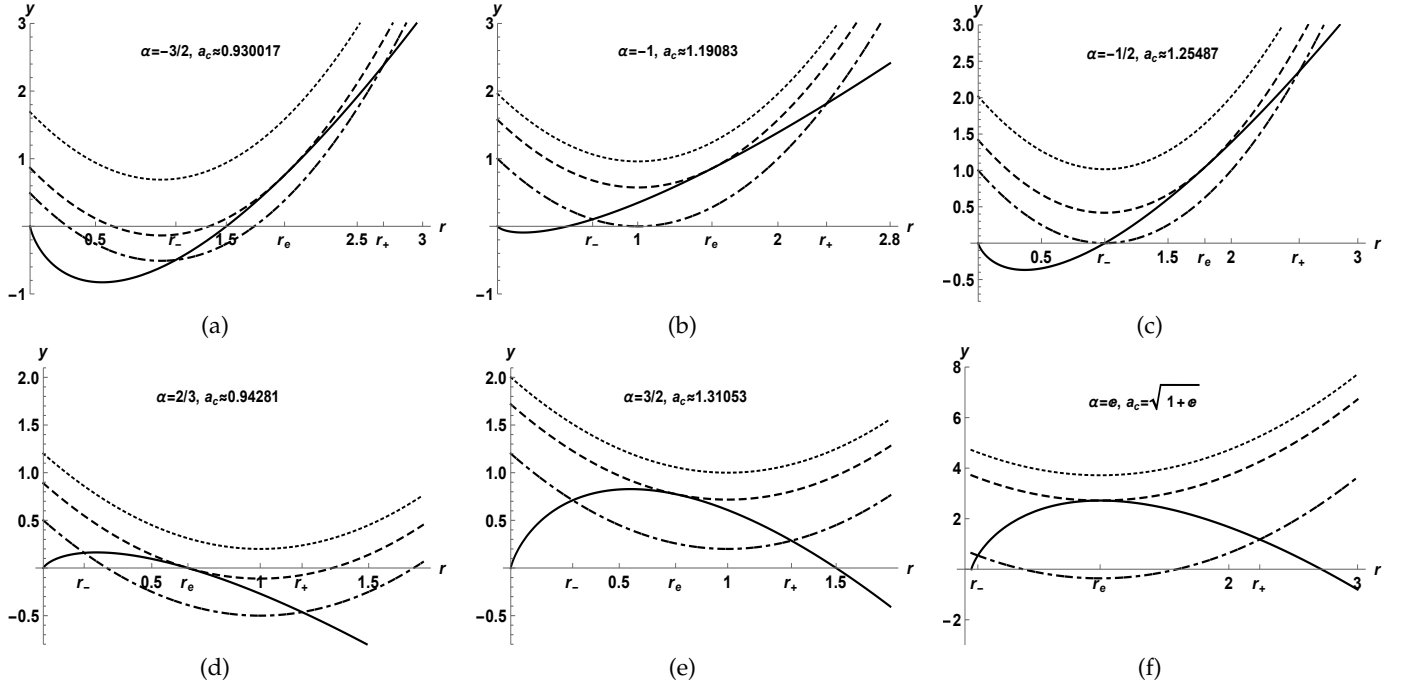 y
3
2
1
−1
α=−3/2, a_c≈0.930017
0.5
r_−
1.5
r_e
2.5
r_+
3
r
(a)
y
3
2
1
−1
α=−1, a_c≈1.19083
r_−
1
r_e
2
r_+
2.8
r
(b)
y
3.0
2.5
2.0
1.5
1.0
0.5
−0.5
α=−1/2, a_c≈1.25487
0.5
r_−
1.5
r_e
2
r_+
3
r
(c)
y
2.0
1.5
1.0
0.5
0
−0.5
α=2/3, a_c≈0.94281
r_−
0.5
r_e
1
r_+
1.5
r
(d)
y
2.0
1.5
1.0
0.5
0
−0.5
α=3/2, a_c≈1.31053
r_−
0.5
r_e
1
r_+
1.5
r
(e)
y
8
6
4
2
0
−2
α=e, a_c=√1+e
r_−
r_e
2
r_+
3
r
(f)